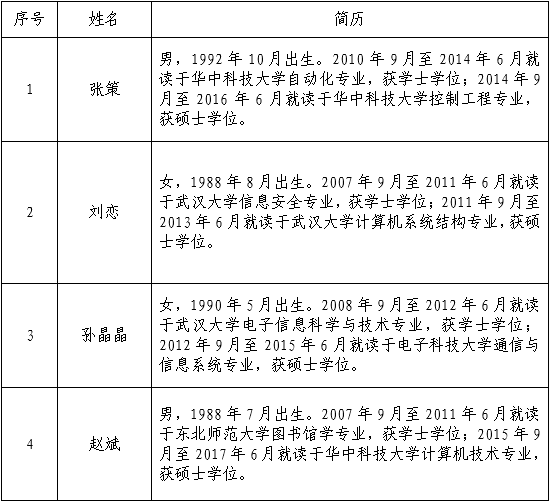 序号 姓名 简历
1 张策 男，1992年10月出生。2010年9月至2014年6月就
读于华中科技大学自动化专业，获学士学位；2014年9
月至2016年6月就读于华中科技大学控制工程专业，
获硕士学位。
2 刘恋 女，1988年8月出生。2007年9月至2011年6月就读
于武汉大学信息安全专业，获学士学位；2011年9月至
2013年6月就读于武汉大学计算机系统结构专业，获硕
士学位。
3 孙晶晶 女，1990年5月出生。2008年9月至2012年6月就读
于武汉大学电子信息科学与技术专业，获学士学位；
2012年9月至2015年6月就读于电子科技大学通信与
信息系统专业，获硕士学位。
4 赵斌 男，1988年7月出生。2007年9月至2011年6月就读
于东北师范大学图书馆学专业，获学士学位；2015年9
月至2017年6月就读于华中科技大学计算机技术专业，
获硕士学位。